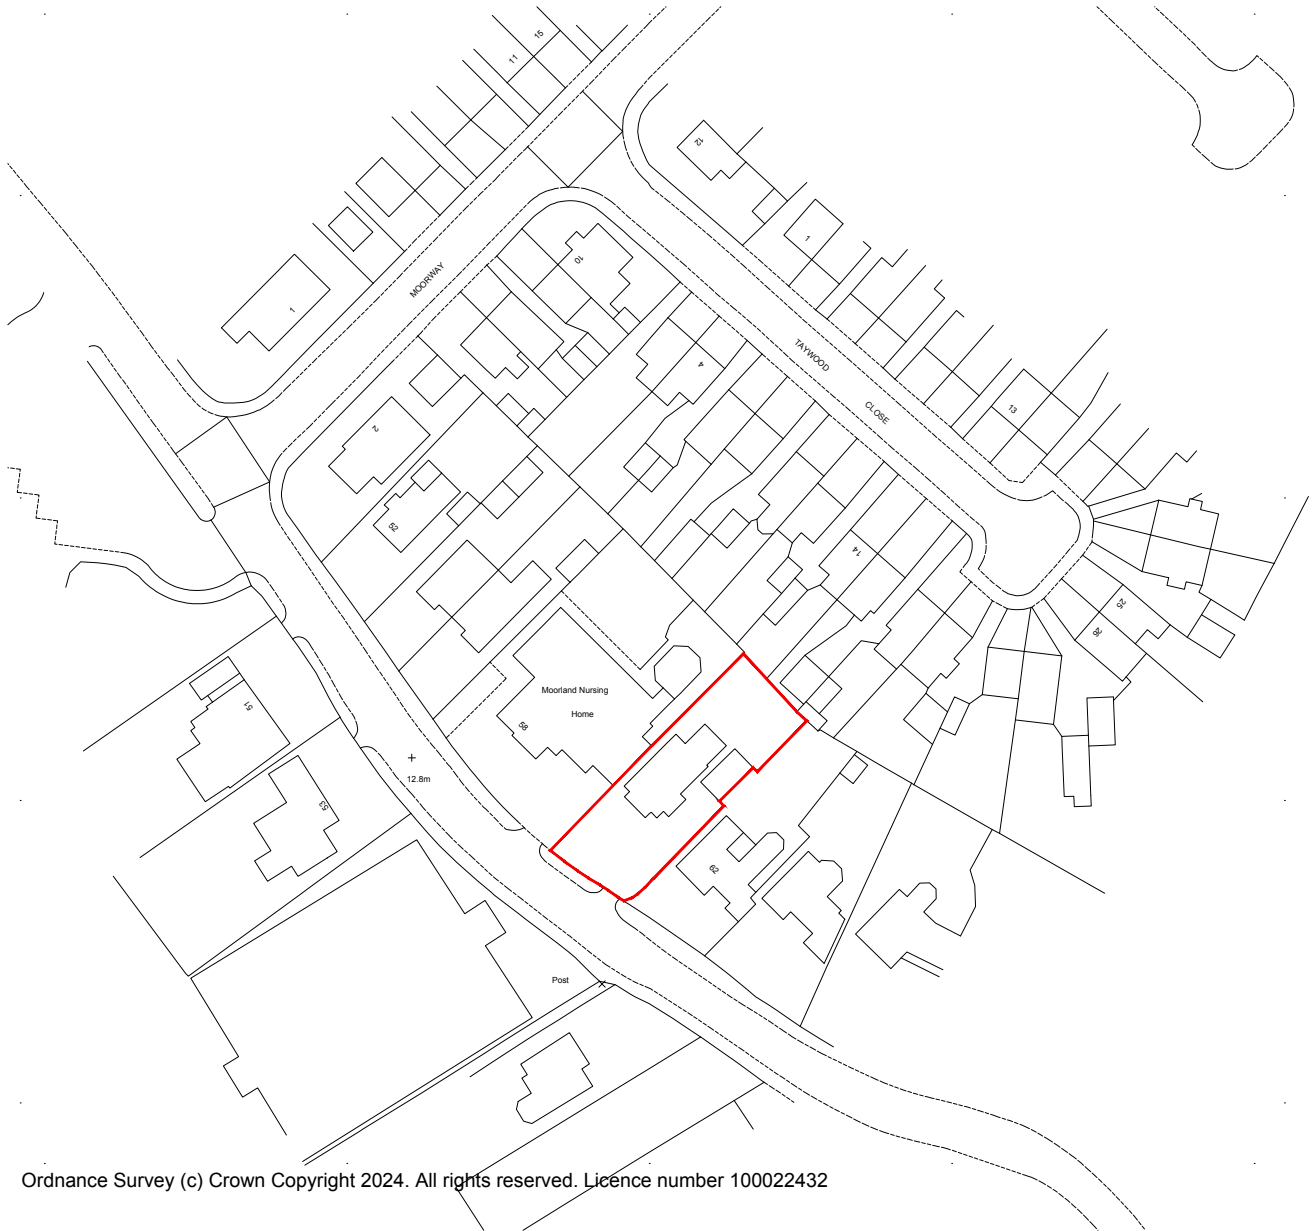 15
11
12
1
10
MOORWAY
1
TAYWOOD
4
CLOSE
13
2
52
14
25
26
Moorland Nursing
Home
51
58
12.8m
53
62
Post
Ordnance Survey (c) Crown Copyright 2024. All rights reserved. Licence number 100022432